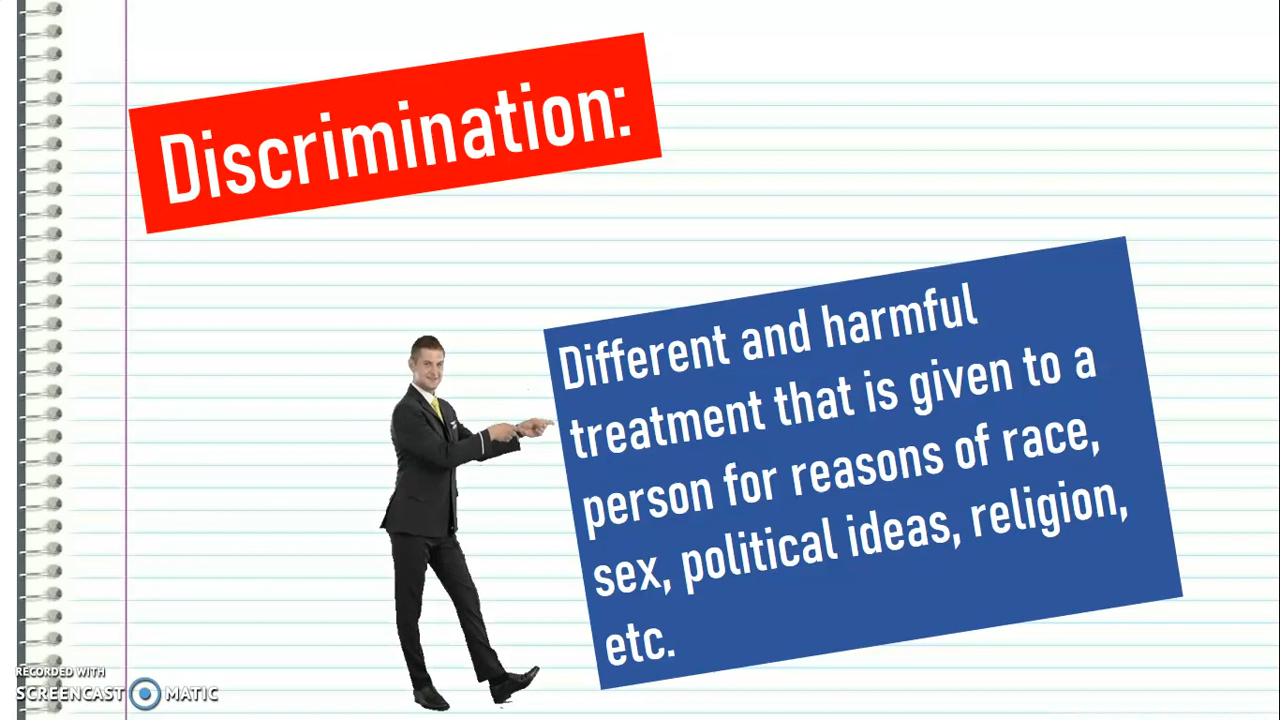 Discrimination:
Different and harmful
treatment that is given to a
person for reasons of race,
sex, political ideas, religion,
etc.
RECORDED WITH
SCREENCAST MATIC